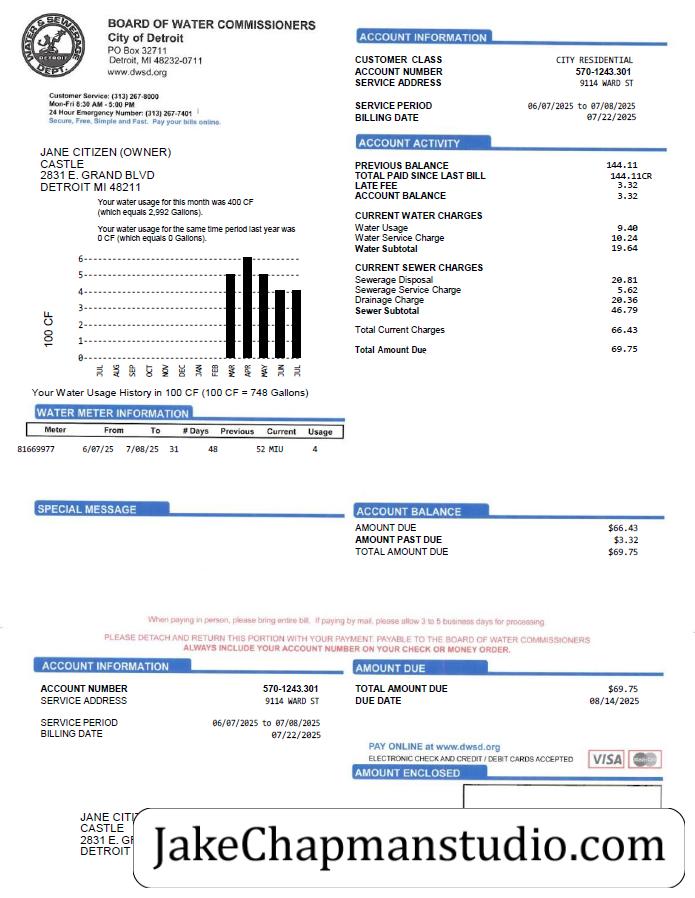 WATER & SEWERAGE
DETROIT
DEPT.
BOARD OF WATER COMMISSIONERS
City of Detroit
PO Box 32711
Detroit, MI 48232-0711
www.dwsd.org
Customer Service: (313) 267-8000
Mon-Fri 8:30 AM - 5:00 PM
24 Hour Emergency Number: (313) 267-7401
Secure, Free, Simple and Fast. Pay your bills online.
JANE CITIZEN (OWNER)
CASTLE
2831 E. GRAND BLVD
DETROIT MI 48211
Your water usage for this month was 400 CF
(which equals 2,992 Gallons).
Your water usage for the same time period last year was
0 CF (which equals 0 Gallons).
100 CF
6
5
4
3
2
1
0
JUL AUG SEP OCT NOV DEC JAN FEB MAR APR MAY JUN JUL
Your Water Usage History in 100 CF (100 CF = 748 Gallons)
WATER METER INFORMATION
Meter From To # Days Previous Current Usage
81669977 6/07/25 7/08/25 31 48 52 MIU 4
SPECIAL MESSAGE
ACCOUNT INFORMATION
CUSTOMER CLASS CITY RESIDENTIAL
ACCOUNT NUMBER 570-1243.301
SERVICE ADDRESS 9114 WARD ST
SERVICE PERIOD 06/07/2025 to 07/08/2025
BILLING DATE 07/22/2025
ACCOUNT ACTIVITY
PREVIOUS BALANCE 144.11
TOTAL PAID SINCE LAST BILL 144.11CR
LATE FEE 3.32
ACCOUNT BALANCE 3.32
CURRENT WATER CHARGES
Water Usage 9.40
Water Service Charge 10.24
Water Subtotal 19.64
CURRENT SEWER CHARGES
Sewerage Disposal 20.81
Sewerage Service Charge 5.62
Drainage Charge 20.36
Sewer Subtotal 46.79
Total Current Charges 66.43
Total Amount Due 69.75
ACCOUNT BALANCE
AMOUNT DUE $66.43
AMOUNT PAST DUE $3.32
TOTAL AMOUNT DUE $69.75
When paying in person, please bring entire bill. If paying by mail, please allow 3 to 5 business days for processing.
PLEASE DETACH AND RETURN THIS PORTION WITH YOUR PAYMENT. PAYABLE TO THE BOARD OF WATER COMMISSIONERS
ALWAYS INCLUDE YOUR ACCOUNT NUMBER ON YOUR CHECK OR MONEY ORDER.
ACCOUNT INFORMATION
ACCOUNT NUMBER 570-1243.301
SERVICE ADDRESS 9114 WARD ST
SERVICE PERIOD 06/07/2025 to 07/08/2025
BILLING DATE 07/22/2025
AMOUNT DUE
TOTAL AMOUNT DUE $69.75
DUE DATE 08/14/2025
PAY ONLINE at www.dwsd.org
ELECTRONIC CHECK AND CREDIT / DEBIT CARDS ACCEPTED
VISA
MasterCard
AMOUNT ENCLOSED
JANE CITI
CASTLE
2831 E. GR
DETROIT
JakeChapmanstudio.com